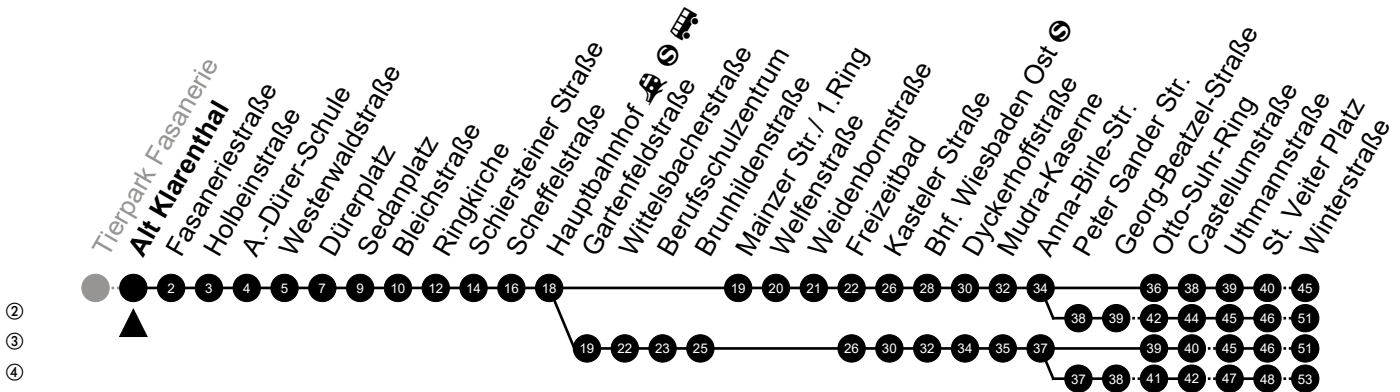 Tierpark Fasanerie
Alt Klarenthal
Fasaneriestraße
Holbeinstraße
A.-Dürer-Schule
Westerwaldstraße
Dürerplatz
Sedanplatz
Bleichstraße
Ringkirche
Schiersteiner Straße
Scheffelstraße
Hauptbahnhof S
Gartenfeldstraße
Wittelsbacherstraße
Berufsschulzentrum
Brunhildenstraße
Mainzer Str./ 1.Ring
Welfenstraße
Weidenbornstraße
Freizeitbad
Kasteler Straße
Bhf. Wiesbaden Ost S
Dyckerhoffstraße
Mudra-Kaserne
Anna-Birle-Str.
Peter Sander Str.
Georg-Beatzel-Straße
Otto-Suhr-Ring
Castellumstraße
Uthmannstraße
St. Veiter Platz
Winterstraße
2 3 4 5 7 9 10 12 14 16 18 19 20 21 22 26 28 30 32 34 36 38 39 40 45
② 38 39 42 44 45 46 51
③ 19 22 23 25 26 30 32 34 35 37 39 40 45 46 51
④ 37 38 41 42 47 48 53